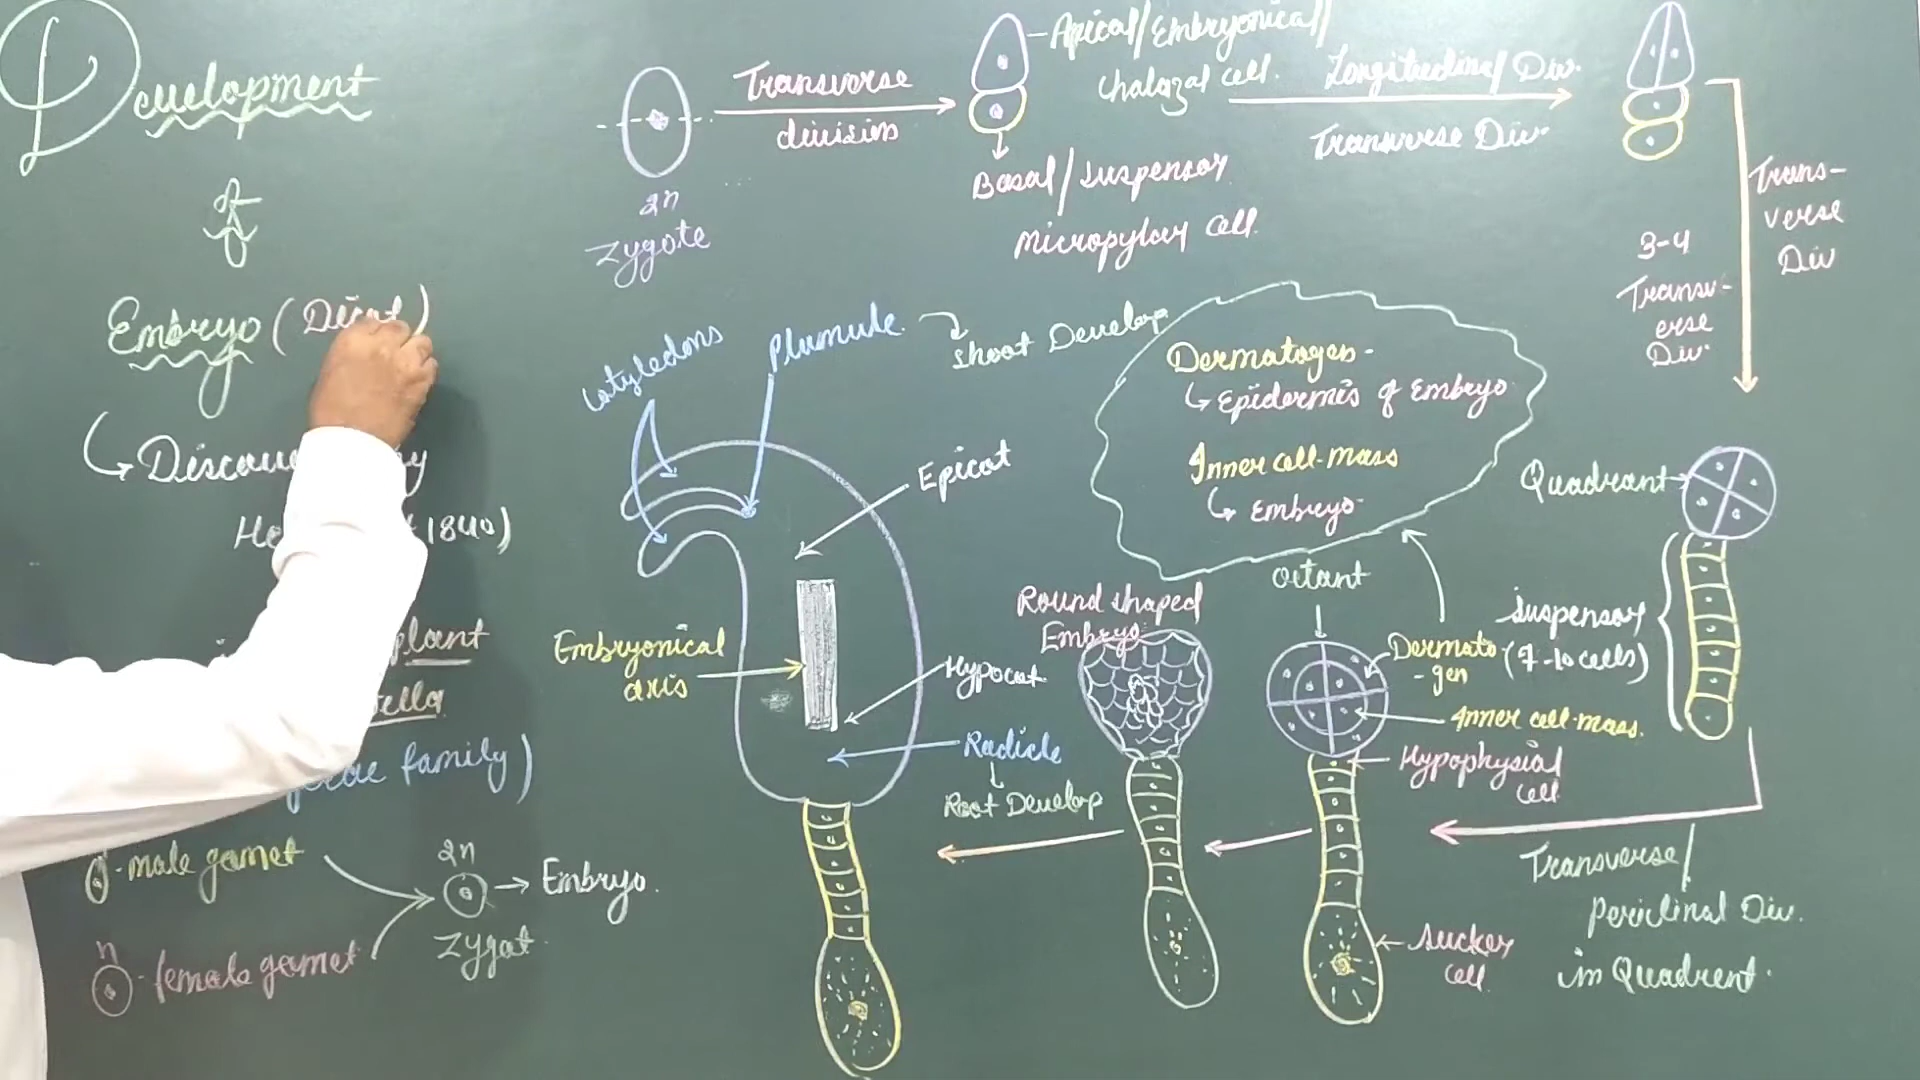 Development
of
Embryo (Dicot)
1840)
plant
family)
male gamet
n
female gamet
2n
Zygot
Embryo.
2n
Zygote
Transverse
division
Apical/Embryonical/
chalazal cell.
Basal/suspensor
micropylar cell.
Longitudinal Div.
Transverse Div.
Trans-
verse
Div
3-4
Transv-
erse
Div.
Cotyledons
Plumule
shoot Develop
Epicot
Embryonical
axis
Hypocot
Radicle
Root Develop
Dermatogen-
Epidermis of Embryo
Inner cell-mass
Embryo-
Quadrant
Suspensor
(7-10 cells)
Octant
Dermato
-gen
Inner cell-mass.
Hypophysial
cell
Round shaped
Embryo
sucker
cell
Transverse/
Periclinal Div.
in Quadrent.